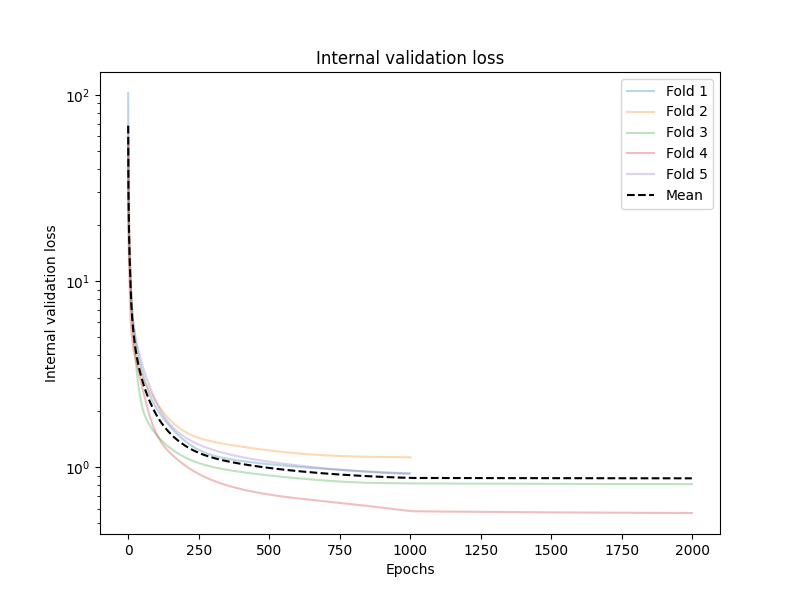 Internal validation loss
Fold 1
Fold 2
Fold 3
Fold 4
Fold 5
Mean
10²
10¹
10⁰
Internal validation loss
0 250 500 750 1000 1250 1500 1750 2000
Epochs